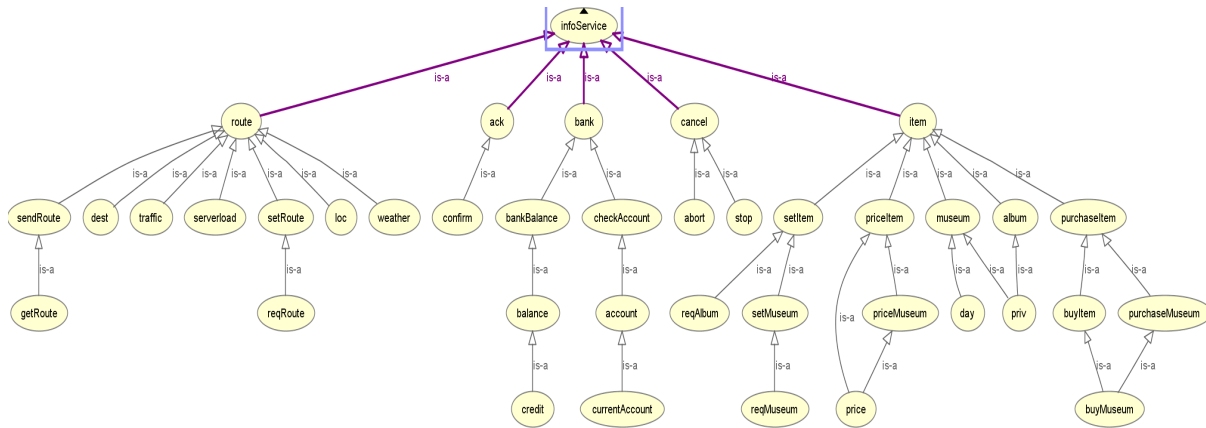 infoService
is-a is-a is-a is-a is-a
route ack bank cancel item
is-a is-a is-a is-a is-a is-a is-a is-a is-a is-a is-a is-a is-a is-a is-a is-a is-a
sendRoute dest traffic serverload setRoute loc weather confirm bankBalance checkAccount abort stop setItem priceItem museum album purchaseItem
is-a is-a is-a is-a is-a is-a is-a is-a is-a is-a is-a is-a
is-a
getRoute reqRoute balance account reqAlbum setMuseum priceMuseum day priv buyItem purchaseMuseum
is-a is-a is-a is-a is-a is-a
credit currentAccount reqMuseum price buyMuseum